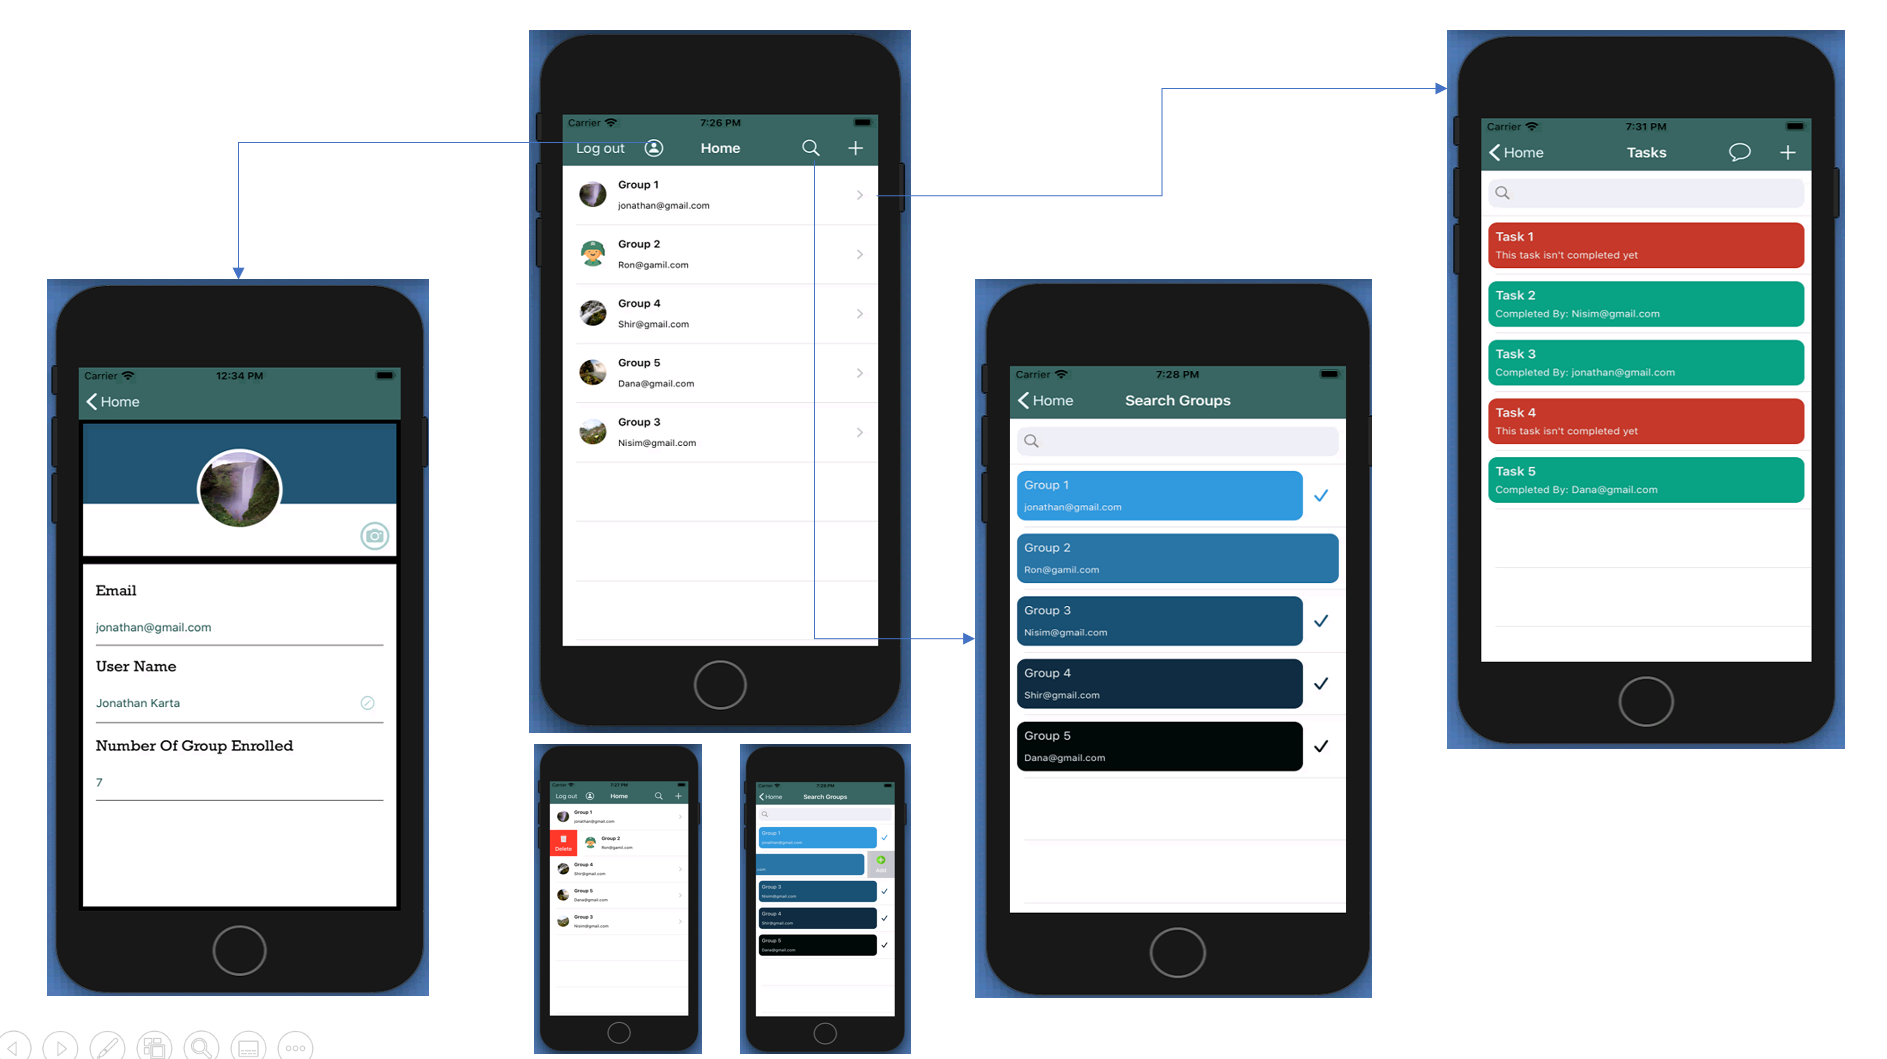 Carrier 7:26 PM
Log out Home
Group 1
jonathan@gmail.com
Group 2
Ron@gamil.com
Group 4
Shir@gmail.com
Group 5
Dana@gmail.com
Group 3
Nisim@gmail.com
Carrier 7:31 PM
Home Tasks
Task 1
This task isn't completed yet
Task 2
Completed By: Nisim@gmail.com
Task 3
Completed By: jonathan@gmail.com
Task 4
This task isn't completed yet
Task 5
Completed By: Dana@gmail.com
Carrier 12:34 PM
Home
Email
jonathan@gmail.com
User Name
Jonathan Karta
Number Of Group Enrolled
7
Carrier 7:28 PM
Home Search Groups
Group 1
jonathan@gmail.com
Group 2
Ron@gamil.com
Group 3
Nisim@gmail.com
Group 4
Shir@gmail.com
Group 5
Dana@gmail.com
Carrier 7:27 PM
Log out Home
Group 1
jonathan@gmail.com
Delete
Group 2
Ron@gamil.com
Group 4
Shir@gmail.com
Group 5
Dana@gmail.com
Group 3
Nisim@gmail.com
Carrier
Home Search Groups
Group 1
jonathan@gmail.com
.com
Add
Group 3
Nisim@gmail.com
Group 4
Shir@gmail.com
Group 5
Dana@gmail.com